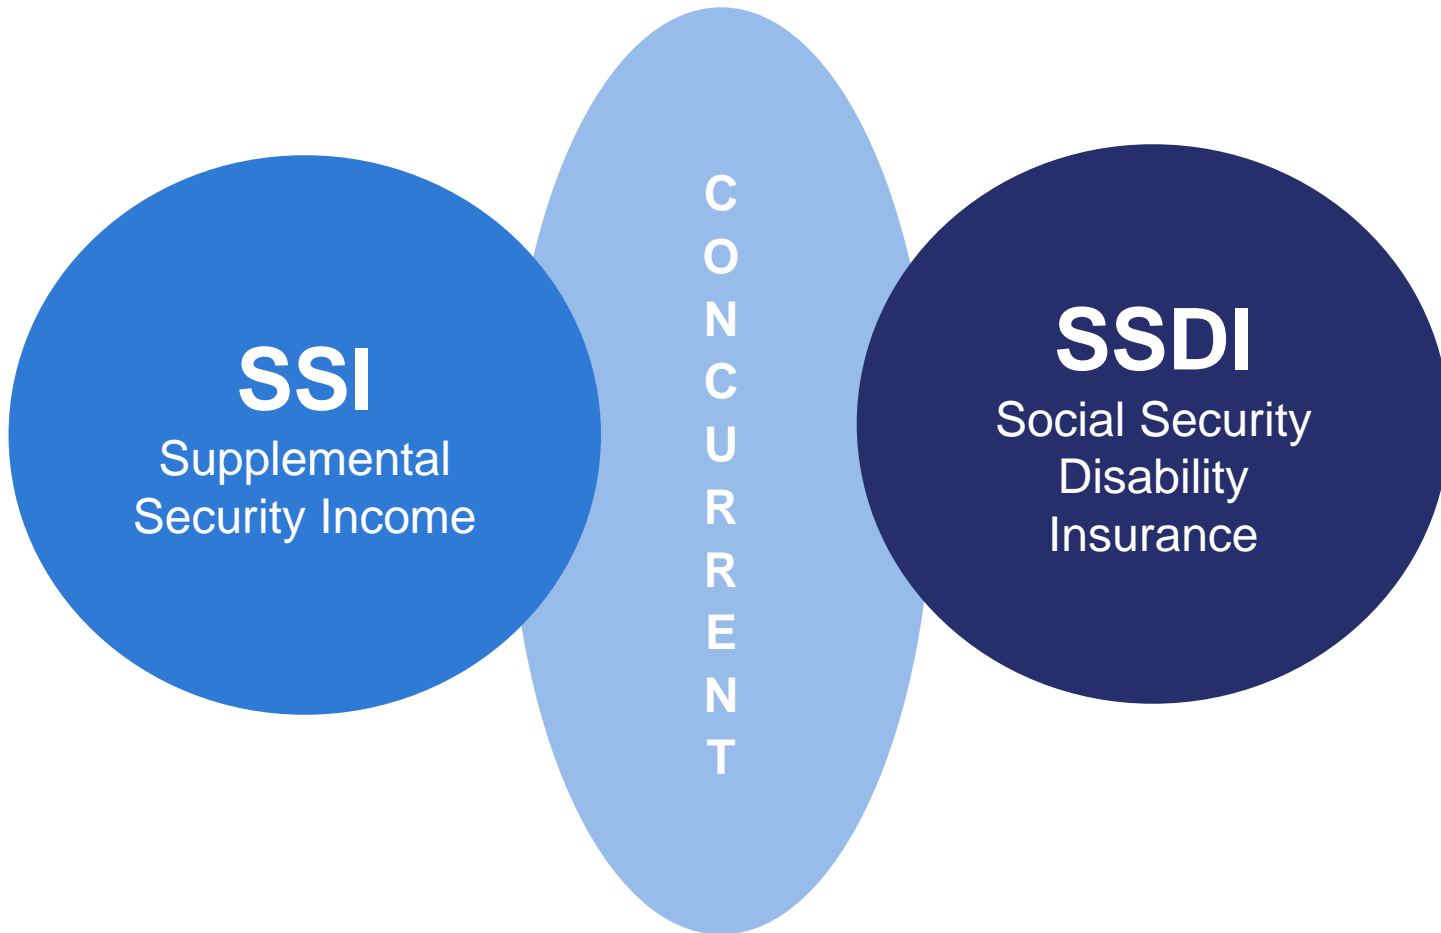 SSI
Supplemental
Security Income
C
O
N
C
U
R
R
E
N
T
SSDI
Social Security
Disability
Insurance